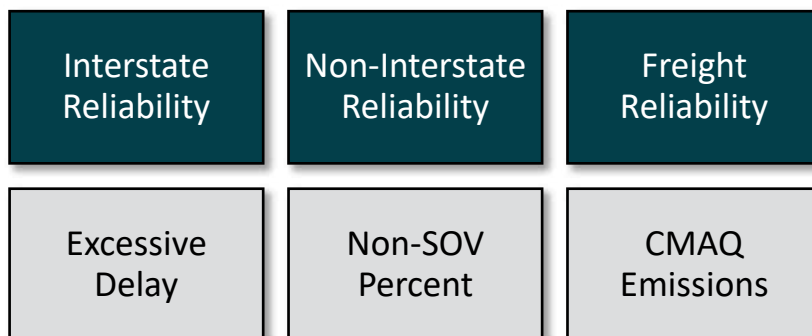 Interstate
Reliability
Non-Interstate
Reliability
Freight
Reliability
Excessive
Delay
Non-SOV
Percent
CMAQ
Emissions